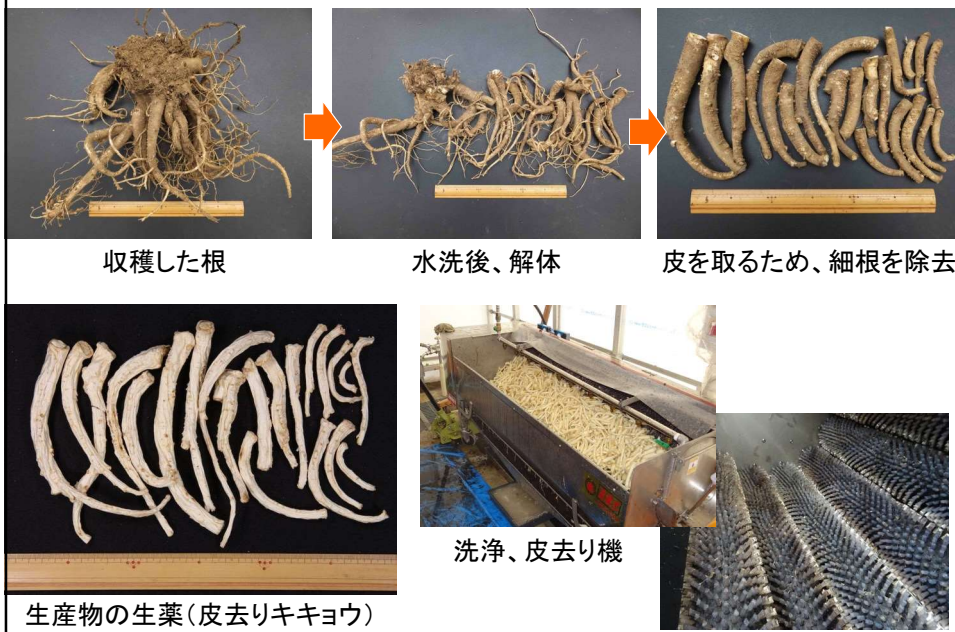 収穫した根
水洗後、解体
皮を取るため、細根を除去
洗浄、皮去り機
生産物の生薬(皮去りキキョウ)